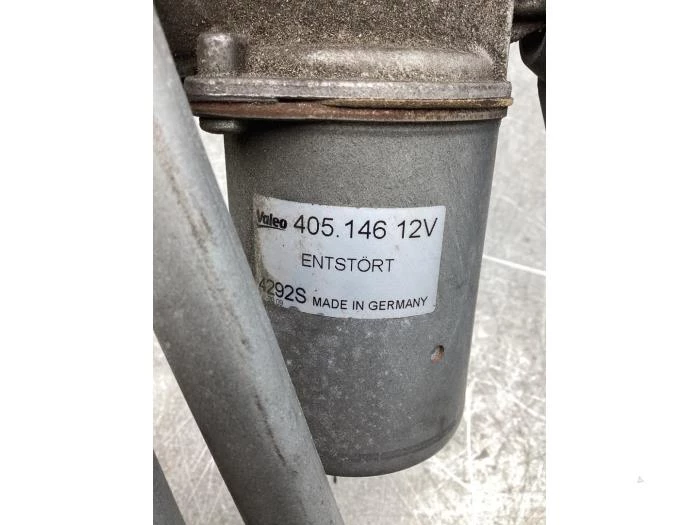 Valeo 405.146 12V
ENTSTÖRT
4292S MADE IN GERMANY